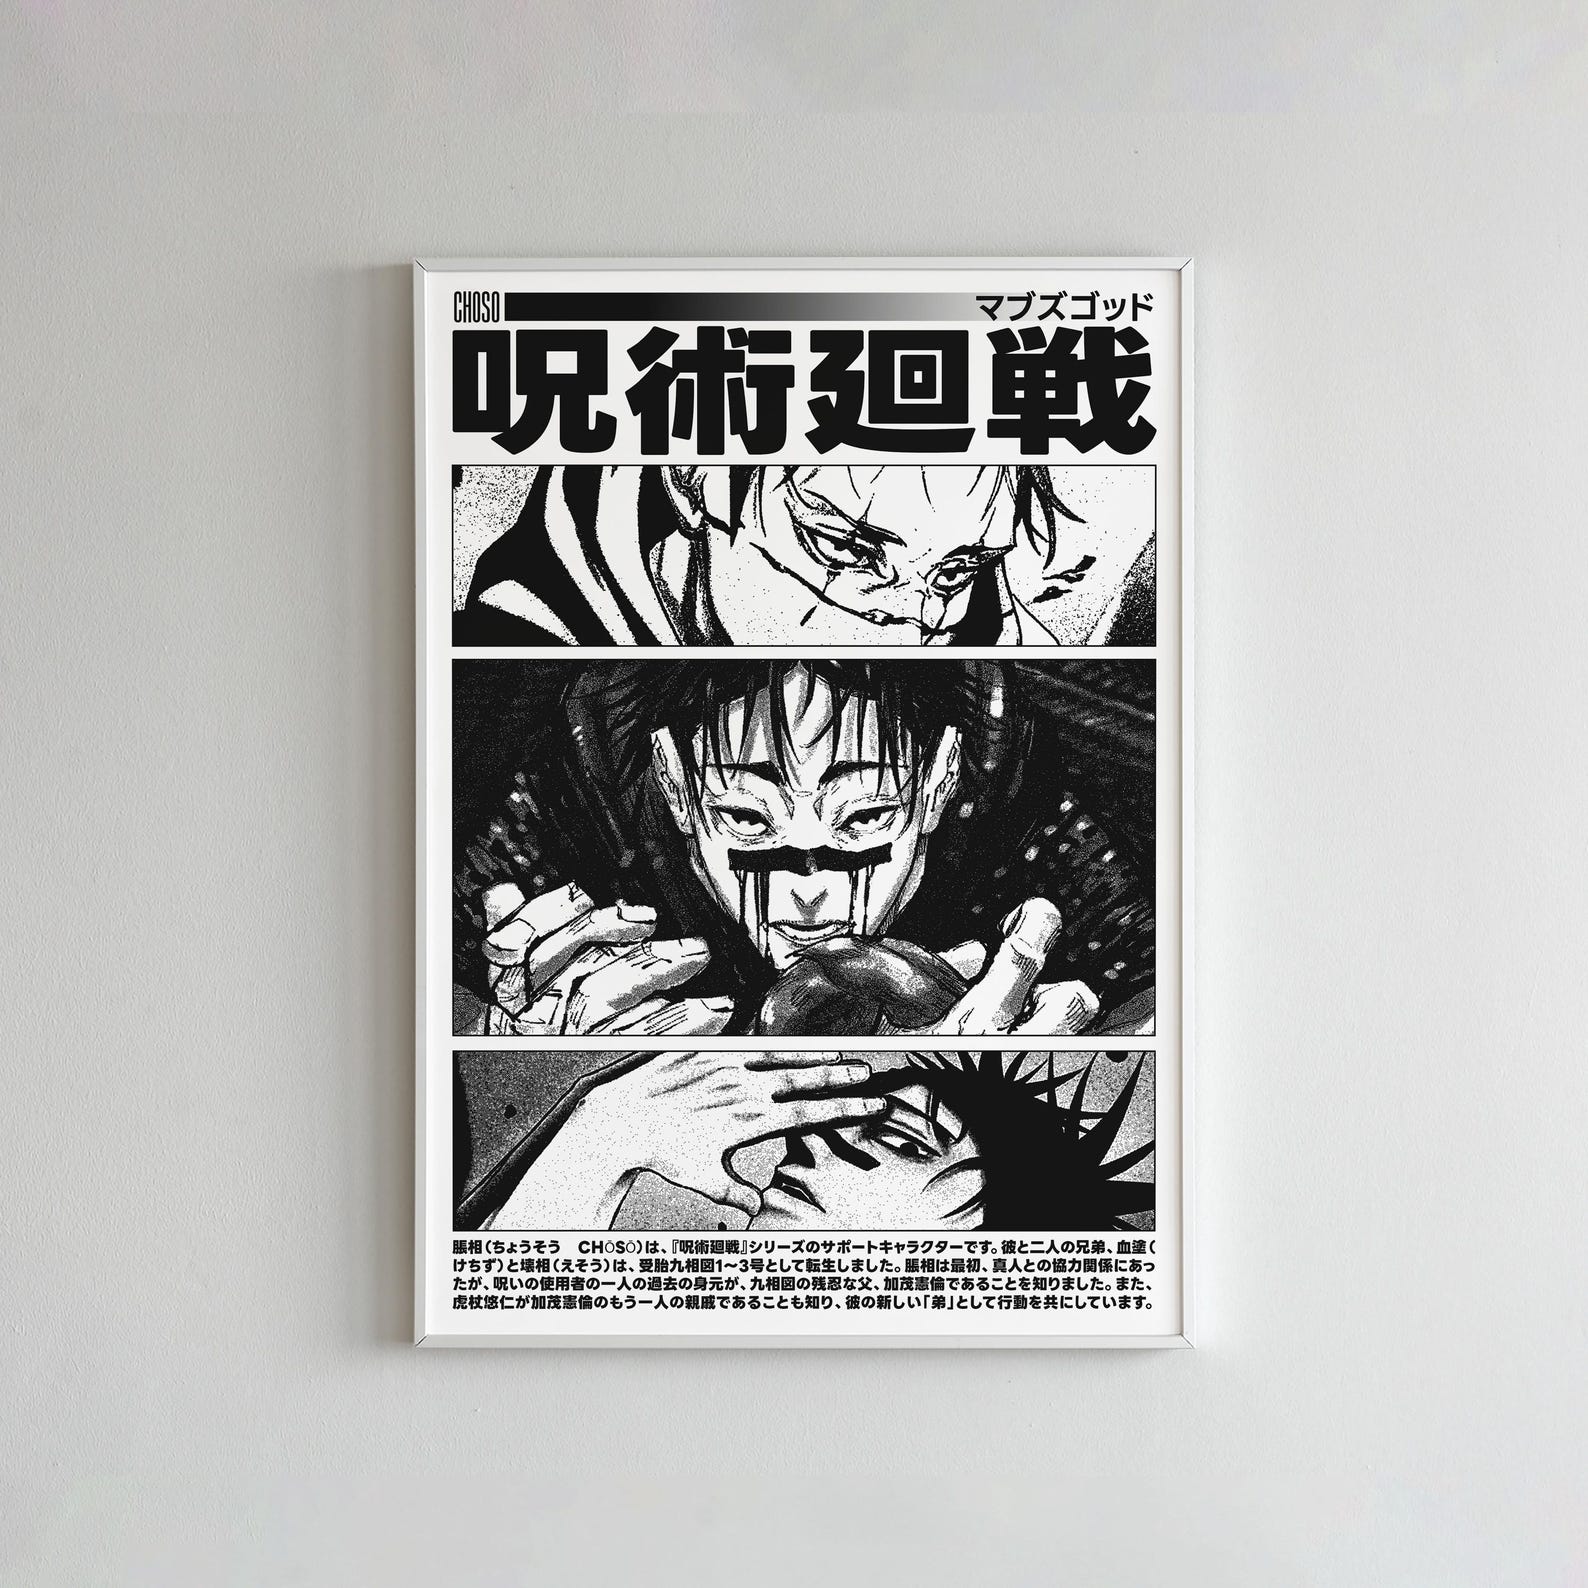 CHOSO マブズゴッド
呪術廻戦
脹相(ちょうそう　CHŌSŌ)は、『呪術廻戦』シリーズのサポートキャラクターです。彼と二人の兄弟、血塗(
けちず)と壊相(えそう)は、受胎九相図1〜3号として転生しました。脹相は最初、真人との協力関係にあっ
たが、呪いの使用者の一人の過去の身元が、九相図の残忍な父、加茂憲倫であることを知りました。また、
虎杖悠仁が加茂憲倫のもう一人の親戚であることも知り、彼の新しい「弟」として行動を共にしています。